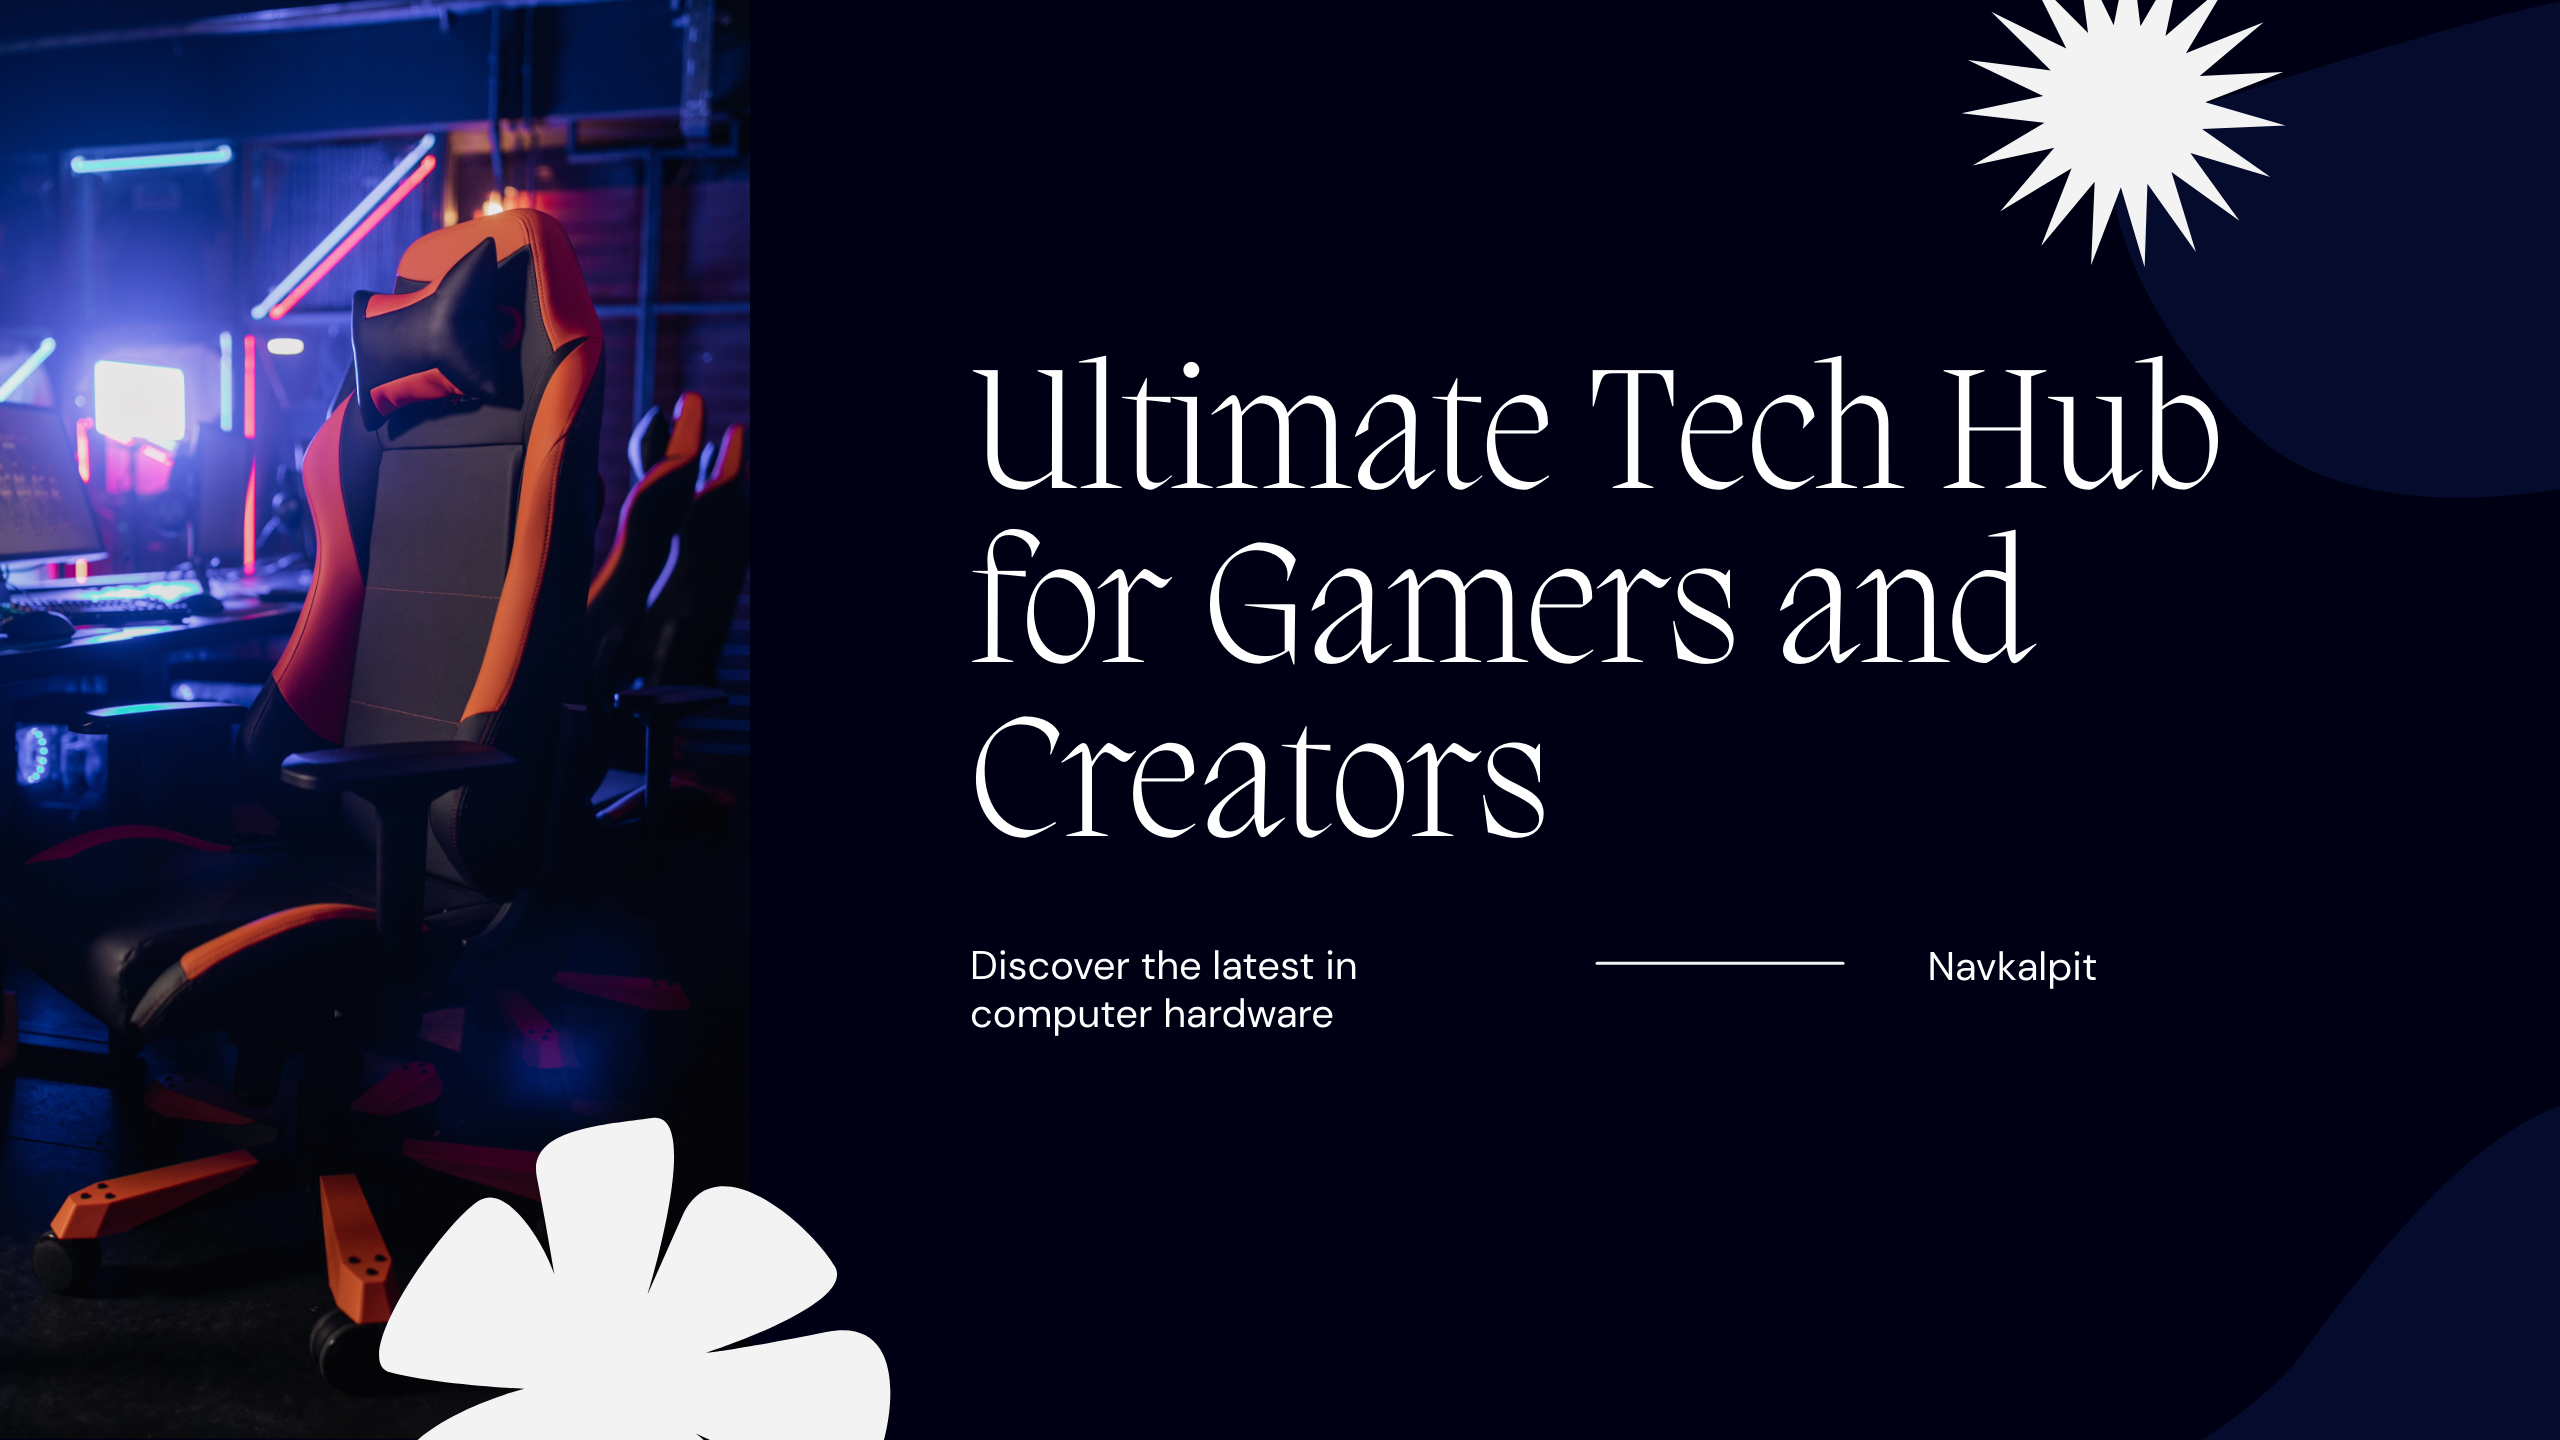 Ultimate Tech Hub
for Gamers and
Creators
Discover the latest in
computer hardware
Navkalpit